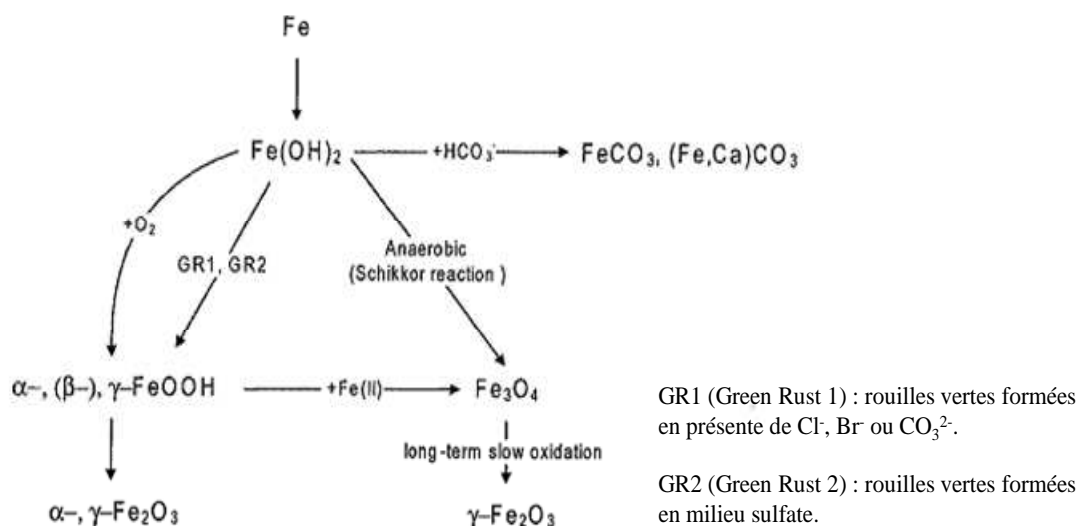 Fe
Fe(OH)₂
+HCO₃⁻
FeCO₃, (Fe,Ca)CO₃
+O₂
GR1, GR2
Anaerobic
(Schikkor reaction )
α–, (β–), γ–FeOOH
+Fe(II)
Fe₃O₄
long-term slow oxidation
α–, γ–Fe₂O₃
γ–Fe₂O₃
GR1 (Green Rust 1) : rouilles vertes formées
en présente de Cl⁻, Br⁻ ou CO₃²⁻.
GR2 (Green Rust 2) : rouilles vertes formées
en milieu sulfate.